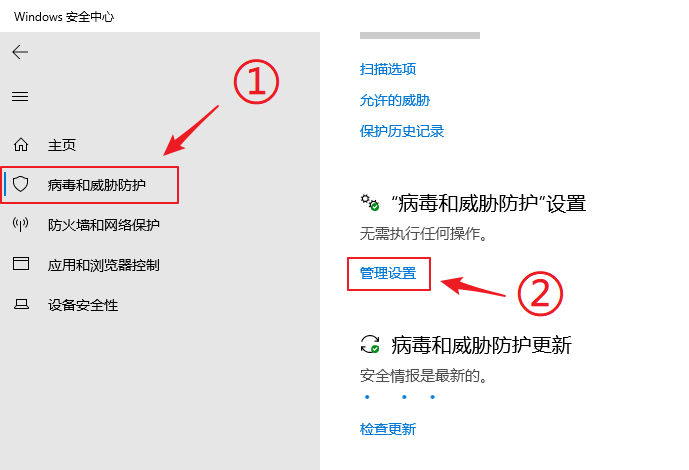 Windows 安全中心
①
主页
病毒和威胁防护
防火墙和网络保护
应用和浏览器控制
设备安全性
扫描选项
允许的威胁
保护历史记录
“病毒和威胁防护”设置
无需执行任何操作。
管理设置
②
病毒和威胁防护更新
安全情报是最新的。
检查更新